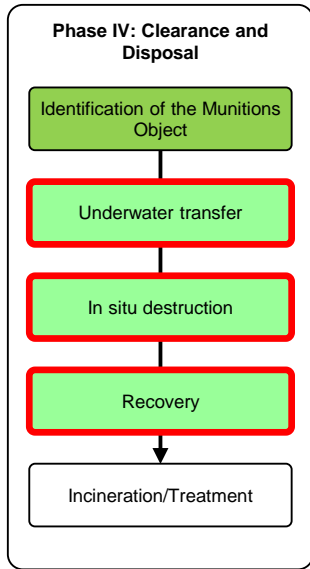 Phase IV: Clearance and
Disposal
Identification of the Munitions
Object
Underwater transfer
In situ destruction
Recovery
Incineration/Treatment